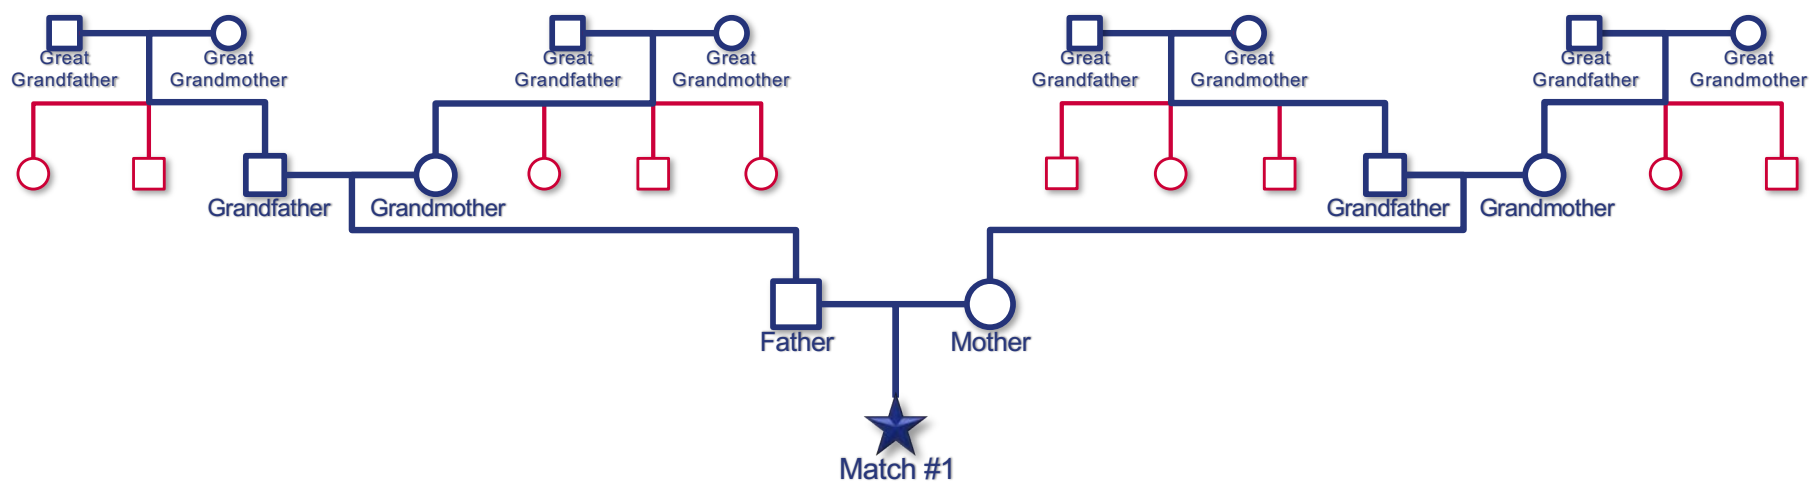 Great Grandfather
Great Grandmother
Great Grandfather
Great Grandmother
Great Grandfather
Great Grandmother
Great Grandfather
Great Grandmother
Grandfather
Grandmother
Grandfather
Grandmother
Father
Mother
Match #1